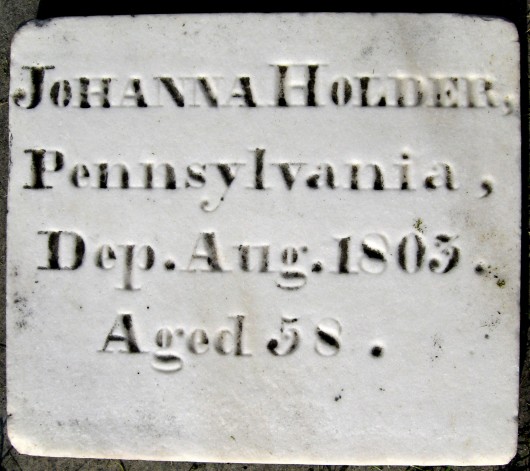 Johanna Holder,
Pennsylvania,
Dep. Aug. 1803.
Aged 58.